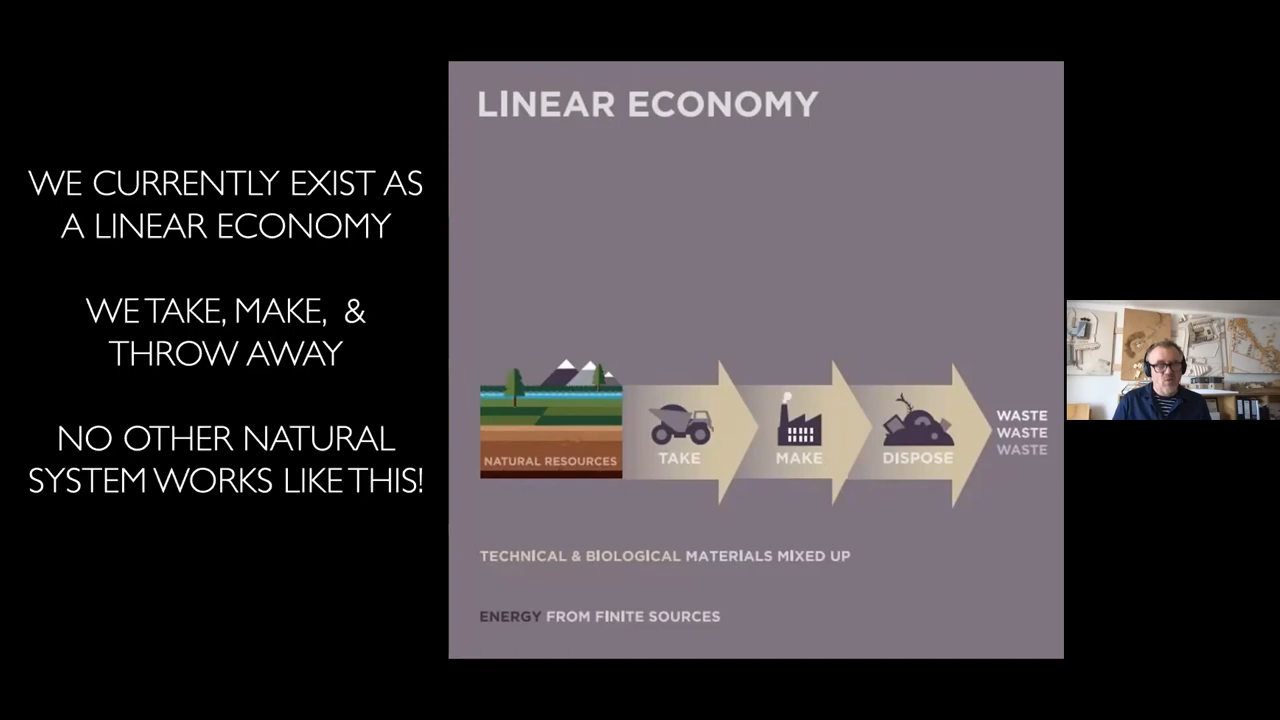 WE CURRENTLY EXIST AS
A LINEAR ECONOMY
WE TAKE, MAKE, &
THROW AWAY
NO OTHER NATURAL
SYSTEM WORKS LIKE THIS!
LINEAR ECONOMY
NATURAL RESOURCES
TAKE
MAKE
DISPOSE
WASTE
WASTE
WASTE
TECHNICAL & BIOLOGICAL MATERIALS MIXED UP
ENERGY FROM FINITE SOURCES